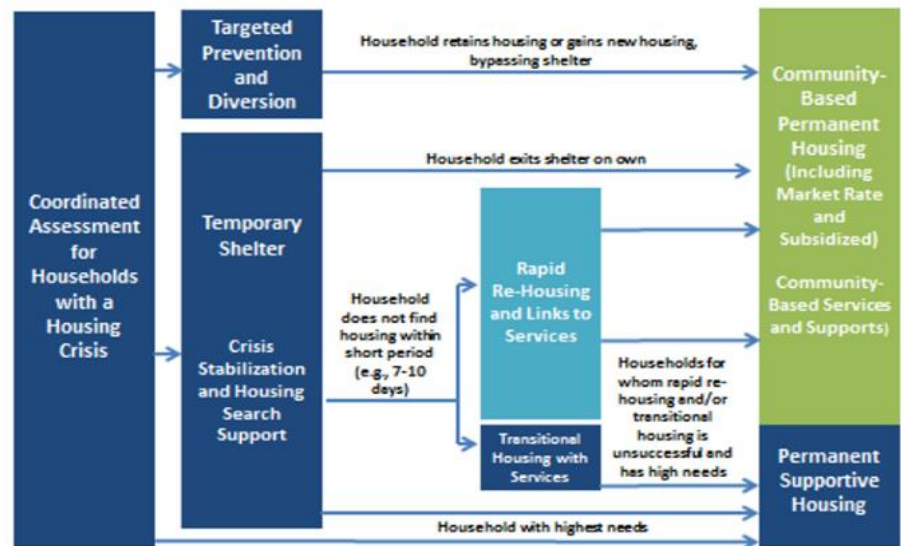 Targeted
Prevention
and
Diversion
Household retains housing or gains new housing,
bypassing shelter
Community-
Based
Permanent
Housing
(Including
Market Rate
and
Subsidized)
Community-
Based Services
and Supports)
Household exits shelter on own
Coordinated
Assessment
for
Households
with a
Housing
Crisis
Temporary
Shelter
Crisis
Stabilization
and Housing
Search
Support
Household
does not find
housing within
short period
(e.g., 7-10
days)
Rapid
Re-Housing
and Links to
Services
Transitional
Housing with
Services
Households for
whom rapid re-
housing and/or
transitional
housing is
unsuccessful and
has high needs
Permanent
Supportive
Housing
Household with highest needs